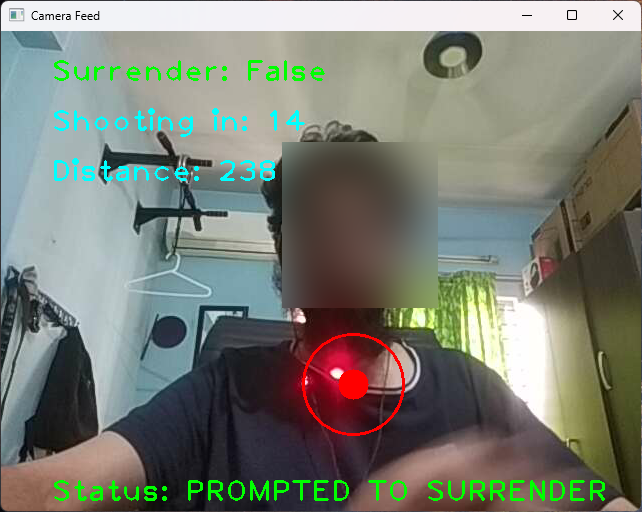 Camera Feed
Surrender: False
Shooting in: 14
Distance: 238
Status: PROMPTED TO SURRENDER